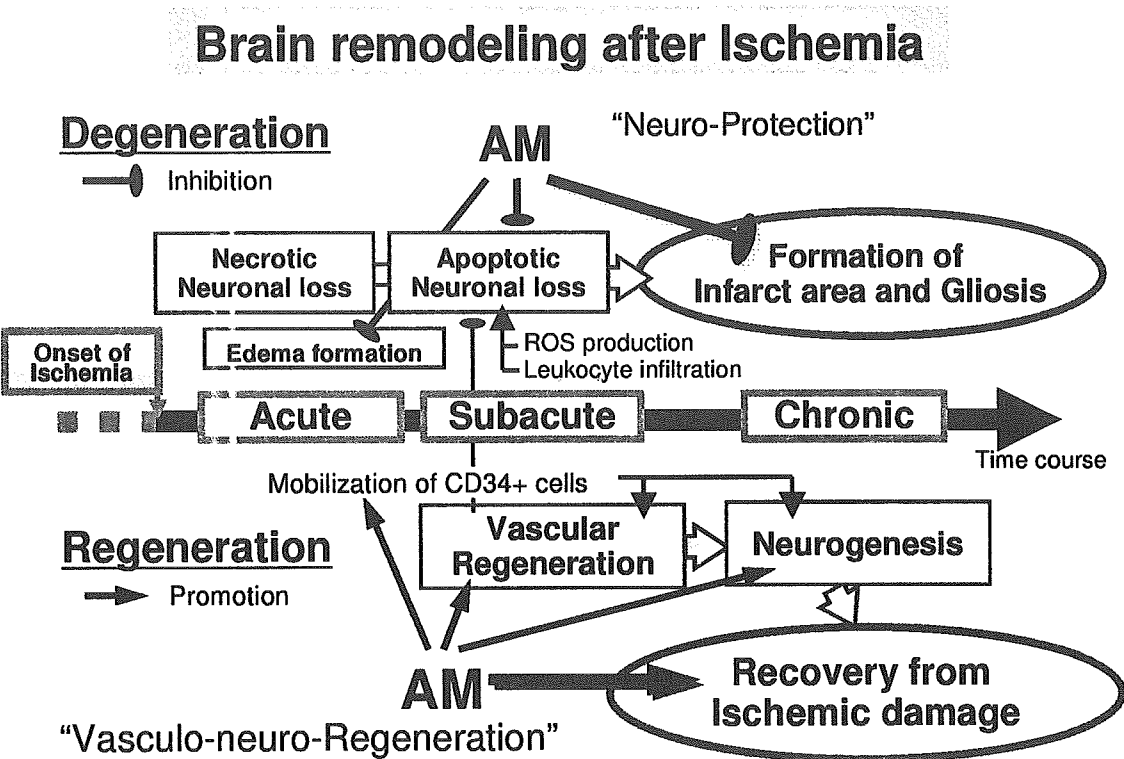 Brain remodeling after Ischemia
Degeneration
Inhibition
AM
"Neuro-Protection"
Necrotic
Neuronal loss
Apoptotic
Neuronal loss
Formation of
Infarct area and Gliosis
Edema formation
ROS production
Leukocyte infiltration
Onset of
Ischemia
Acute
Subacute
Chronic
Time course
Mobilization of CD34+ cells
Regeneration
Promotion
Vascular
Regeneration
Neurogenesis
AM
"Vasculo-neuro-Regeneration"
Recovery from
Ischemic damage